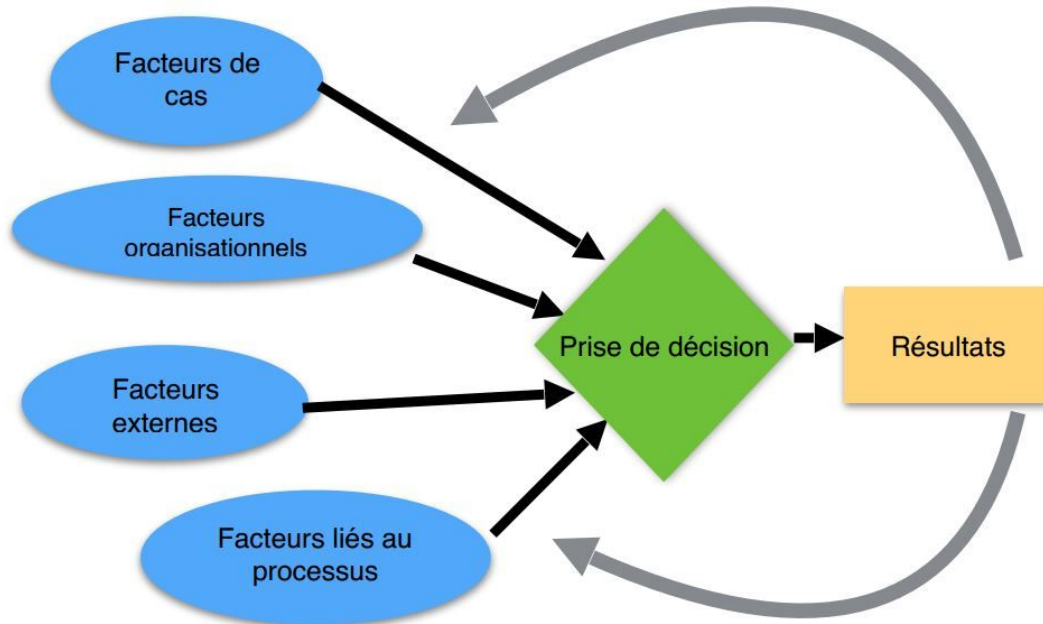 Facteurs de
cas
Facteurs
organisationnels
Prise de décision
Résultats
Facteurs
externes
Facteurs liés au
processus